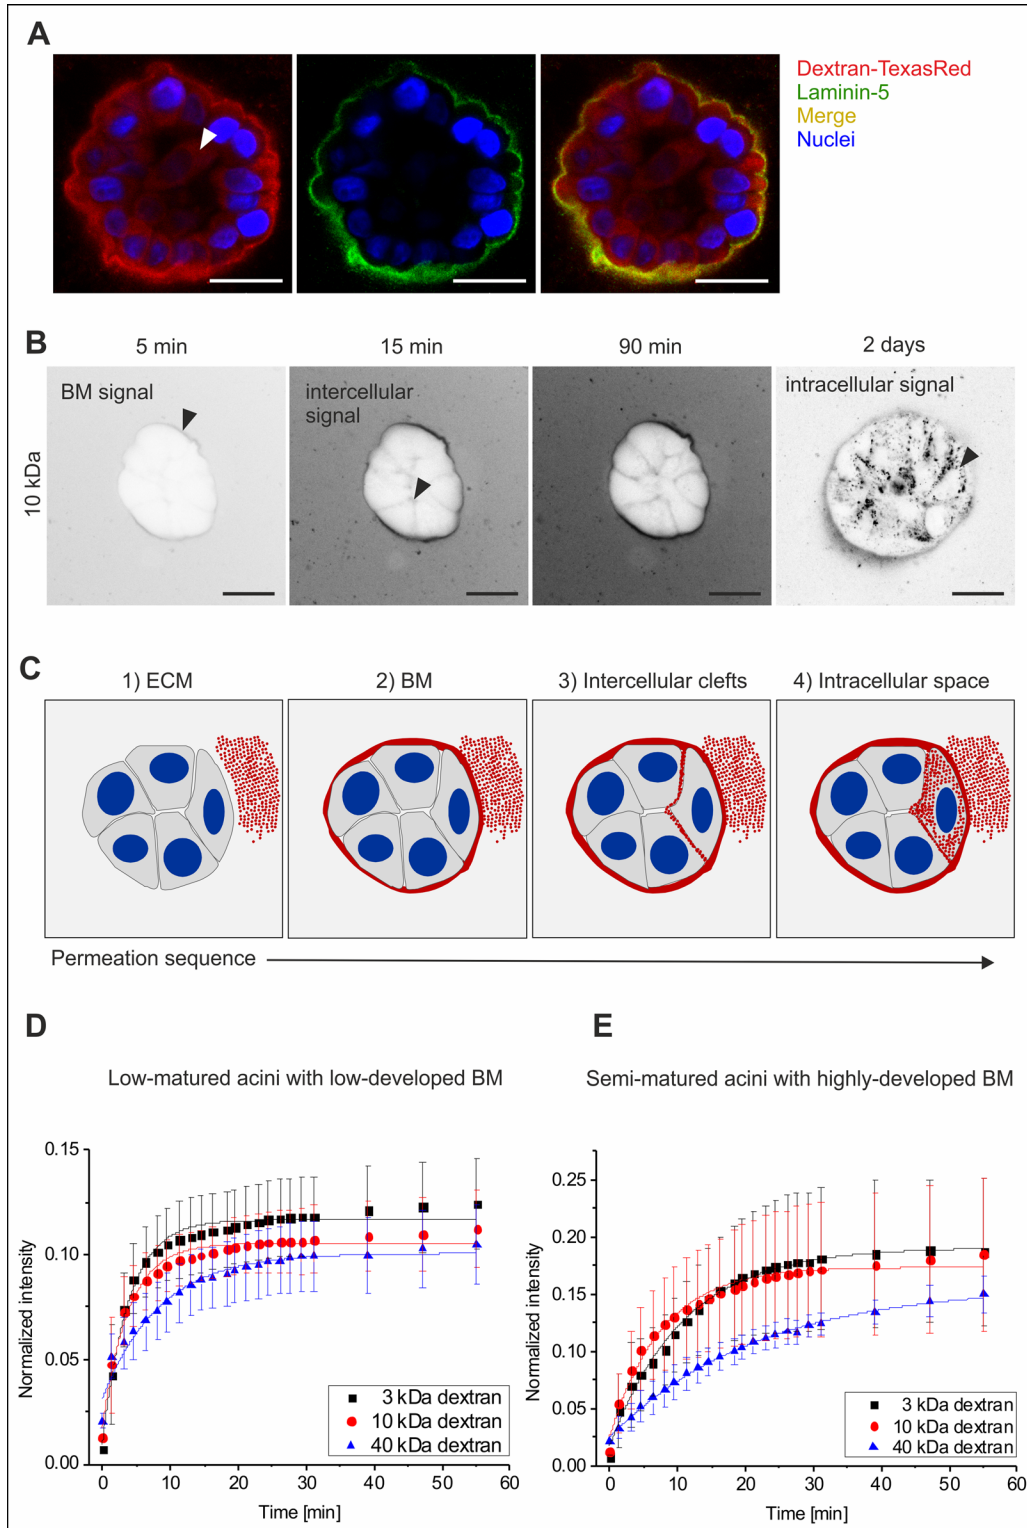 A
Dextran-TexasRed
Laminin-5
Merge
Nuclei
B
5 min
15 min
90 min
2 days
10 kDa
BM signal
intercellular
signal
intracellular signal
C
1) ECM
2) BM
3) Intercellular clefts
4) Intracellular space
Permeation sequence
D
Low-matured acini with low-developed BM
Normalized intensity
0.15
0.10
0.05
0.00
3 kDa dextran
10 kDa dextran
40 kDa dextran
0 10 20 30 40 50 60
Time [min]
E
Semi-matured acini with highly-developed BM
Normalized intensity
0.25
0.20
0.15
0.10
0.05
0.00
3 kDa dextran
10 kDa dextran
40 kDa dextran
0 10 20 30 40 50 60
Time [min]